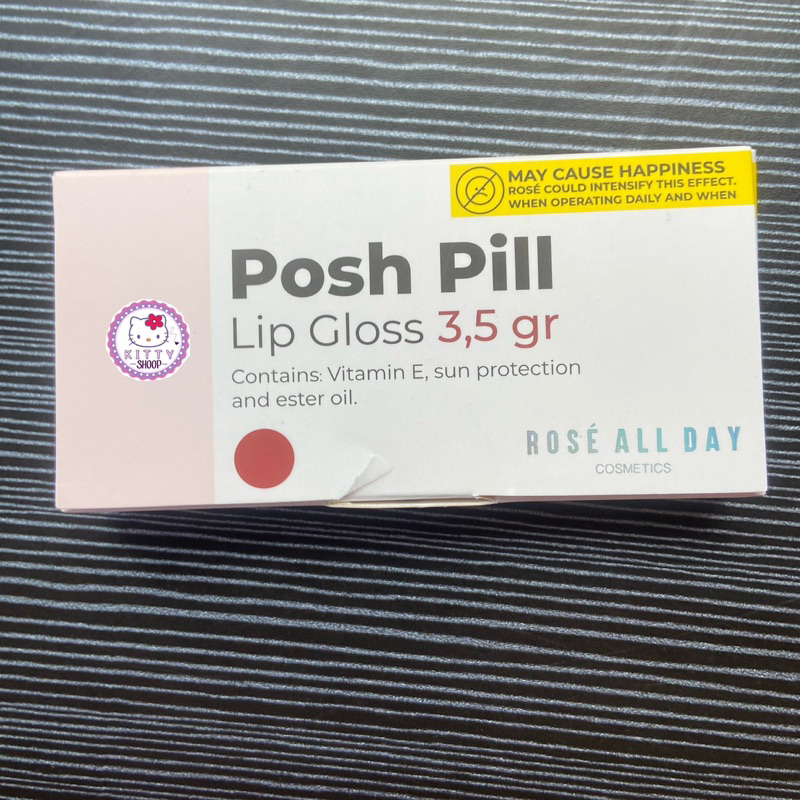 MAY CAUSE HAPPINESS
ROSÉ COULD INTENSIFY THIS EFFECT.
WHEN OPERATING DAILY AND WHEN
Posh Pill
Lip Gloss 3,5 gr
Contains: Vitamin E, sun protection
and ester oil.
KITTY
SHOOP
ROSÉ ALL DAY
COSMETICS